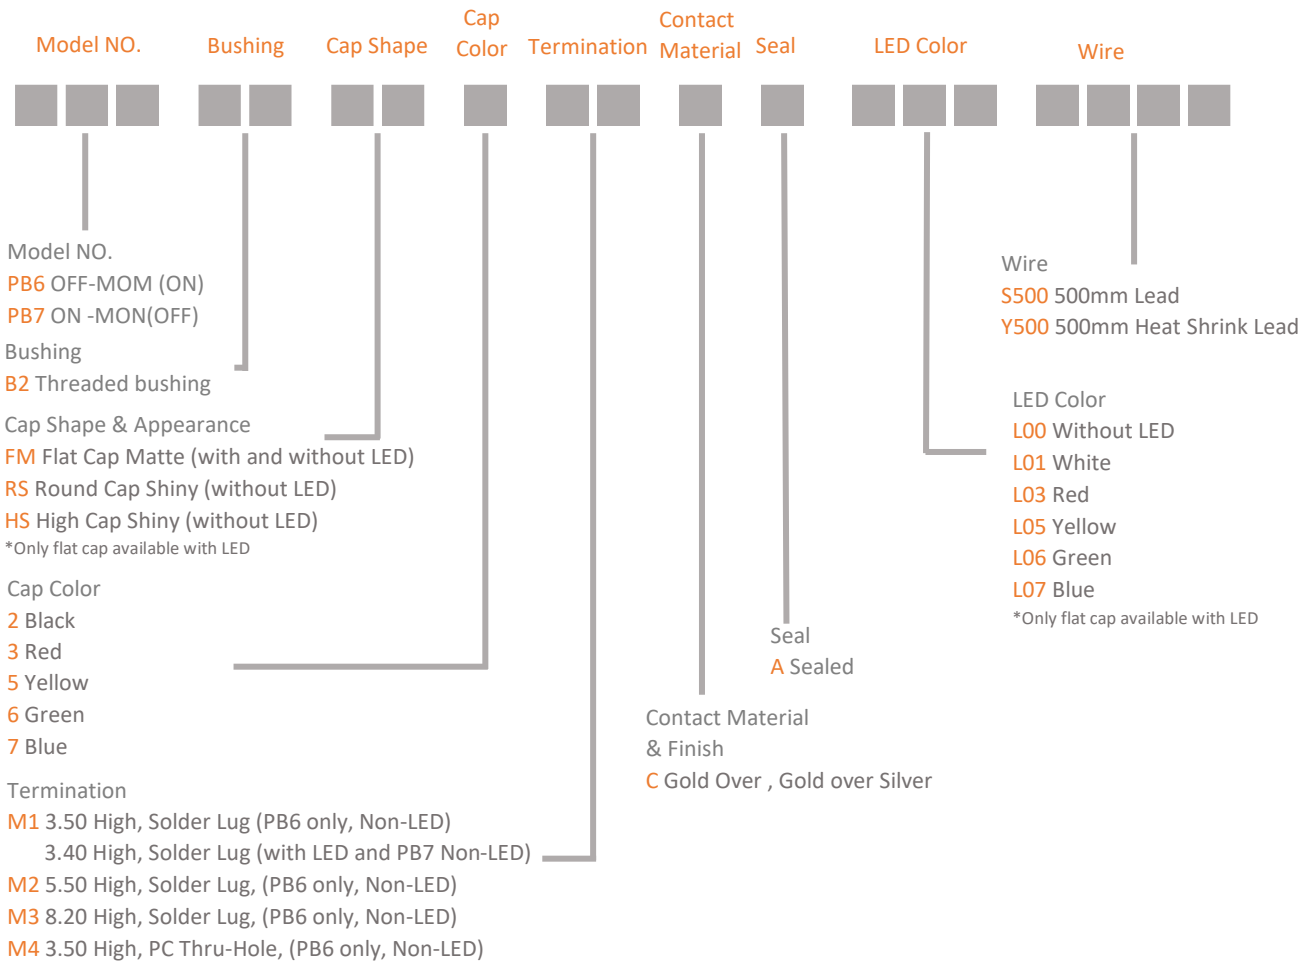 Model NO.
Bushing
Cap Shape
Cap
Color
Termination
Contact
Material
Seal
LED Color
Wire
Model NO.
PB6 OFF-MOM (ON)
PB7 ON -MON(OFF)
Bushing
B2 Threaded bushing
Cap Shape & Appearance
FM Flat Cap Matte (with and without LED)
RS Round Cap Shiny (without LED)
HS High Cap Shiny (without LED)
*Only flat cap available with LED
Cap Color
2 Black
3 Red
5 Yellow
6 Green
7 Blue
Termination
M1 3.50 High, Solder Lug (PB6 only, Non-LED)
3.40 High, Solder Lug (with LED and PB7 Non-LED)
M2 5.50 High, Solder Lug, (PB6 only, Non-LED)
M3 8.20 High, Solder Lug, (PB6 only, Non-LED)
M4 3.50 High, PC Thru-Hole, (PB6 only, Non-LED)
Contact Material
& Finish
C Gold Over , Gold over Silver
Seal
A Sealed
LED Color
L00 Without LED
L01 White
L03 Red
L05 Yellow
L06 Green
L07 Blue
*Only flat cap available with LED
Wire
S500 500mm Lead
Y500 500mm Heat Shrink Lead